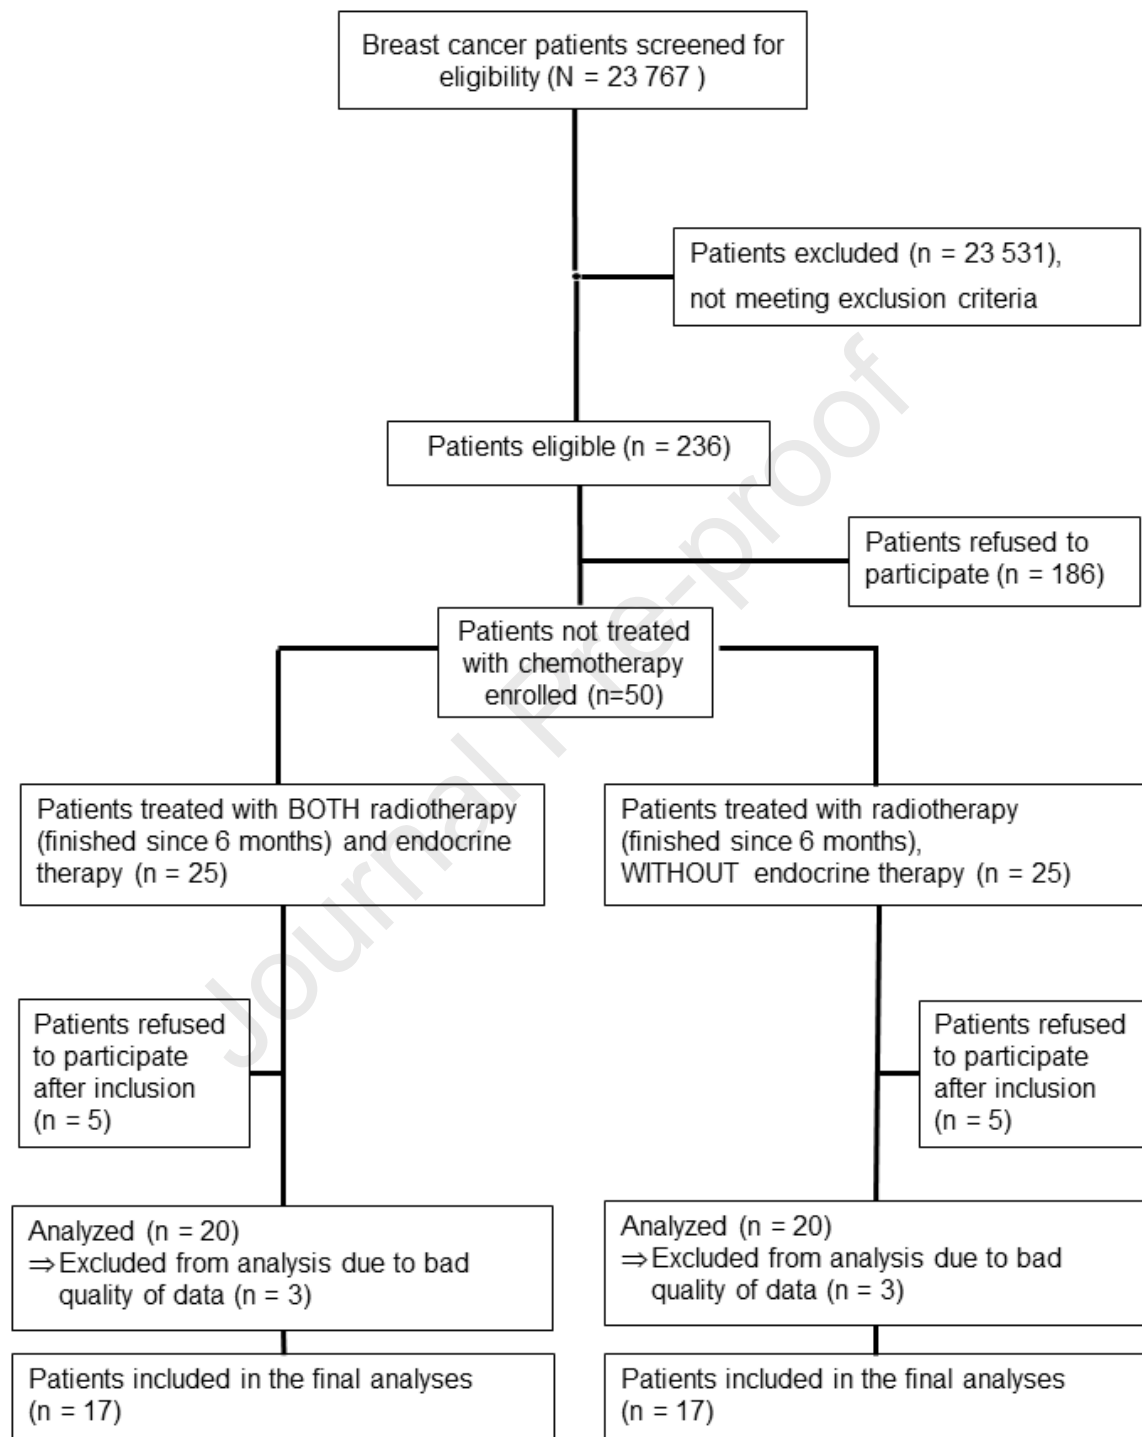 Breast cancer patients screened for
eligibility (N = 23 767 )
Patients excluded (n = 23 531),
not meeting exclusion criteria
Patients eligible (n = 236)
Patients refused to
participate (n = 186)
Patients not treated
with chemotherapy
enrolled (n=50)
Patients treated with BOTH radiotherapy
(finished since 6 months) and endocrine
therapy (n = 25)
Patients treated with radiotherapy
(finished since 6 months),
WITHOUT endocrine therapy (n = 25)
Patients refused
to participate
after inclusion
(n = 5)
Patients refused
to participate
after inclusion
(n = 5)
Analyzed (n = 20)
⇒Excluded from analysis due to bad
quality of data (n = 3)
Analyzed (n = 20)
⇒Excluded from analysis due to bad
quality of data (n = 3)
Patients included in the final analyses
(n = 17)
Patients included in the final analyses
(n = 17)
Journal Pre-proof